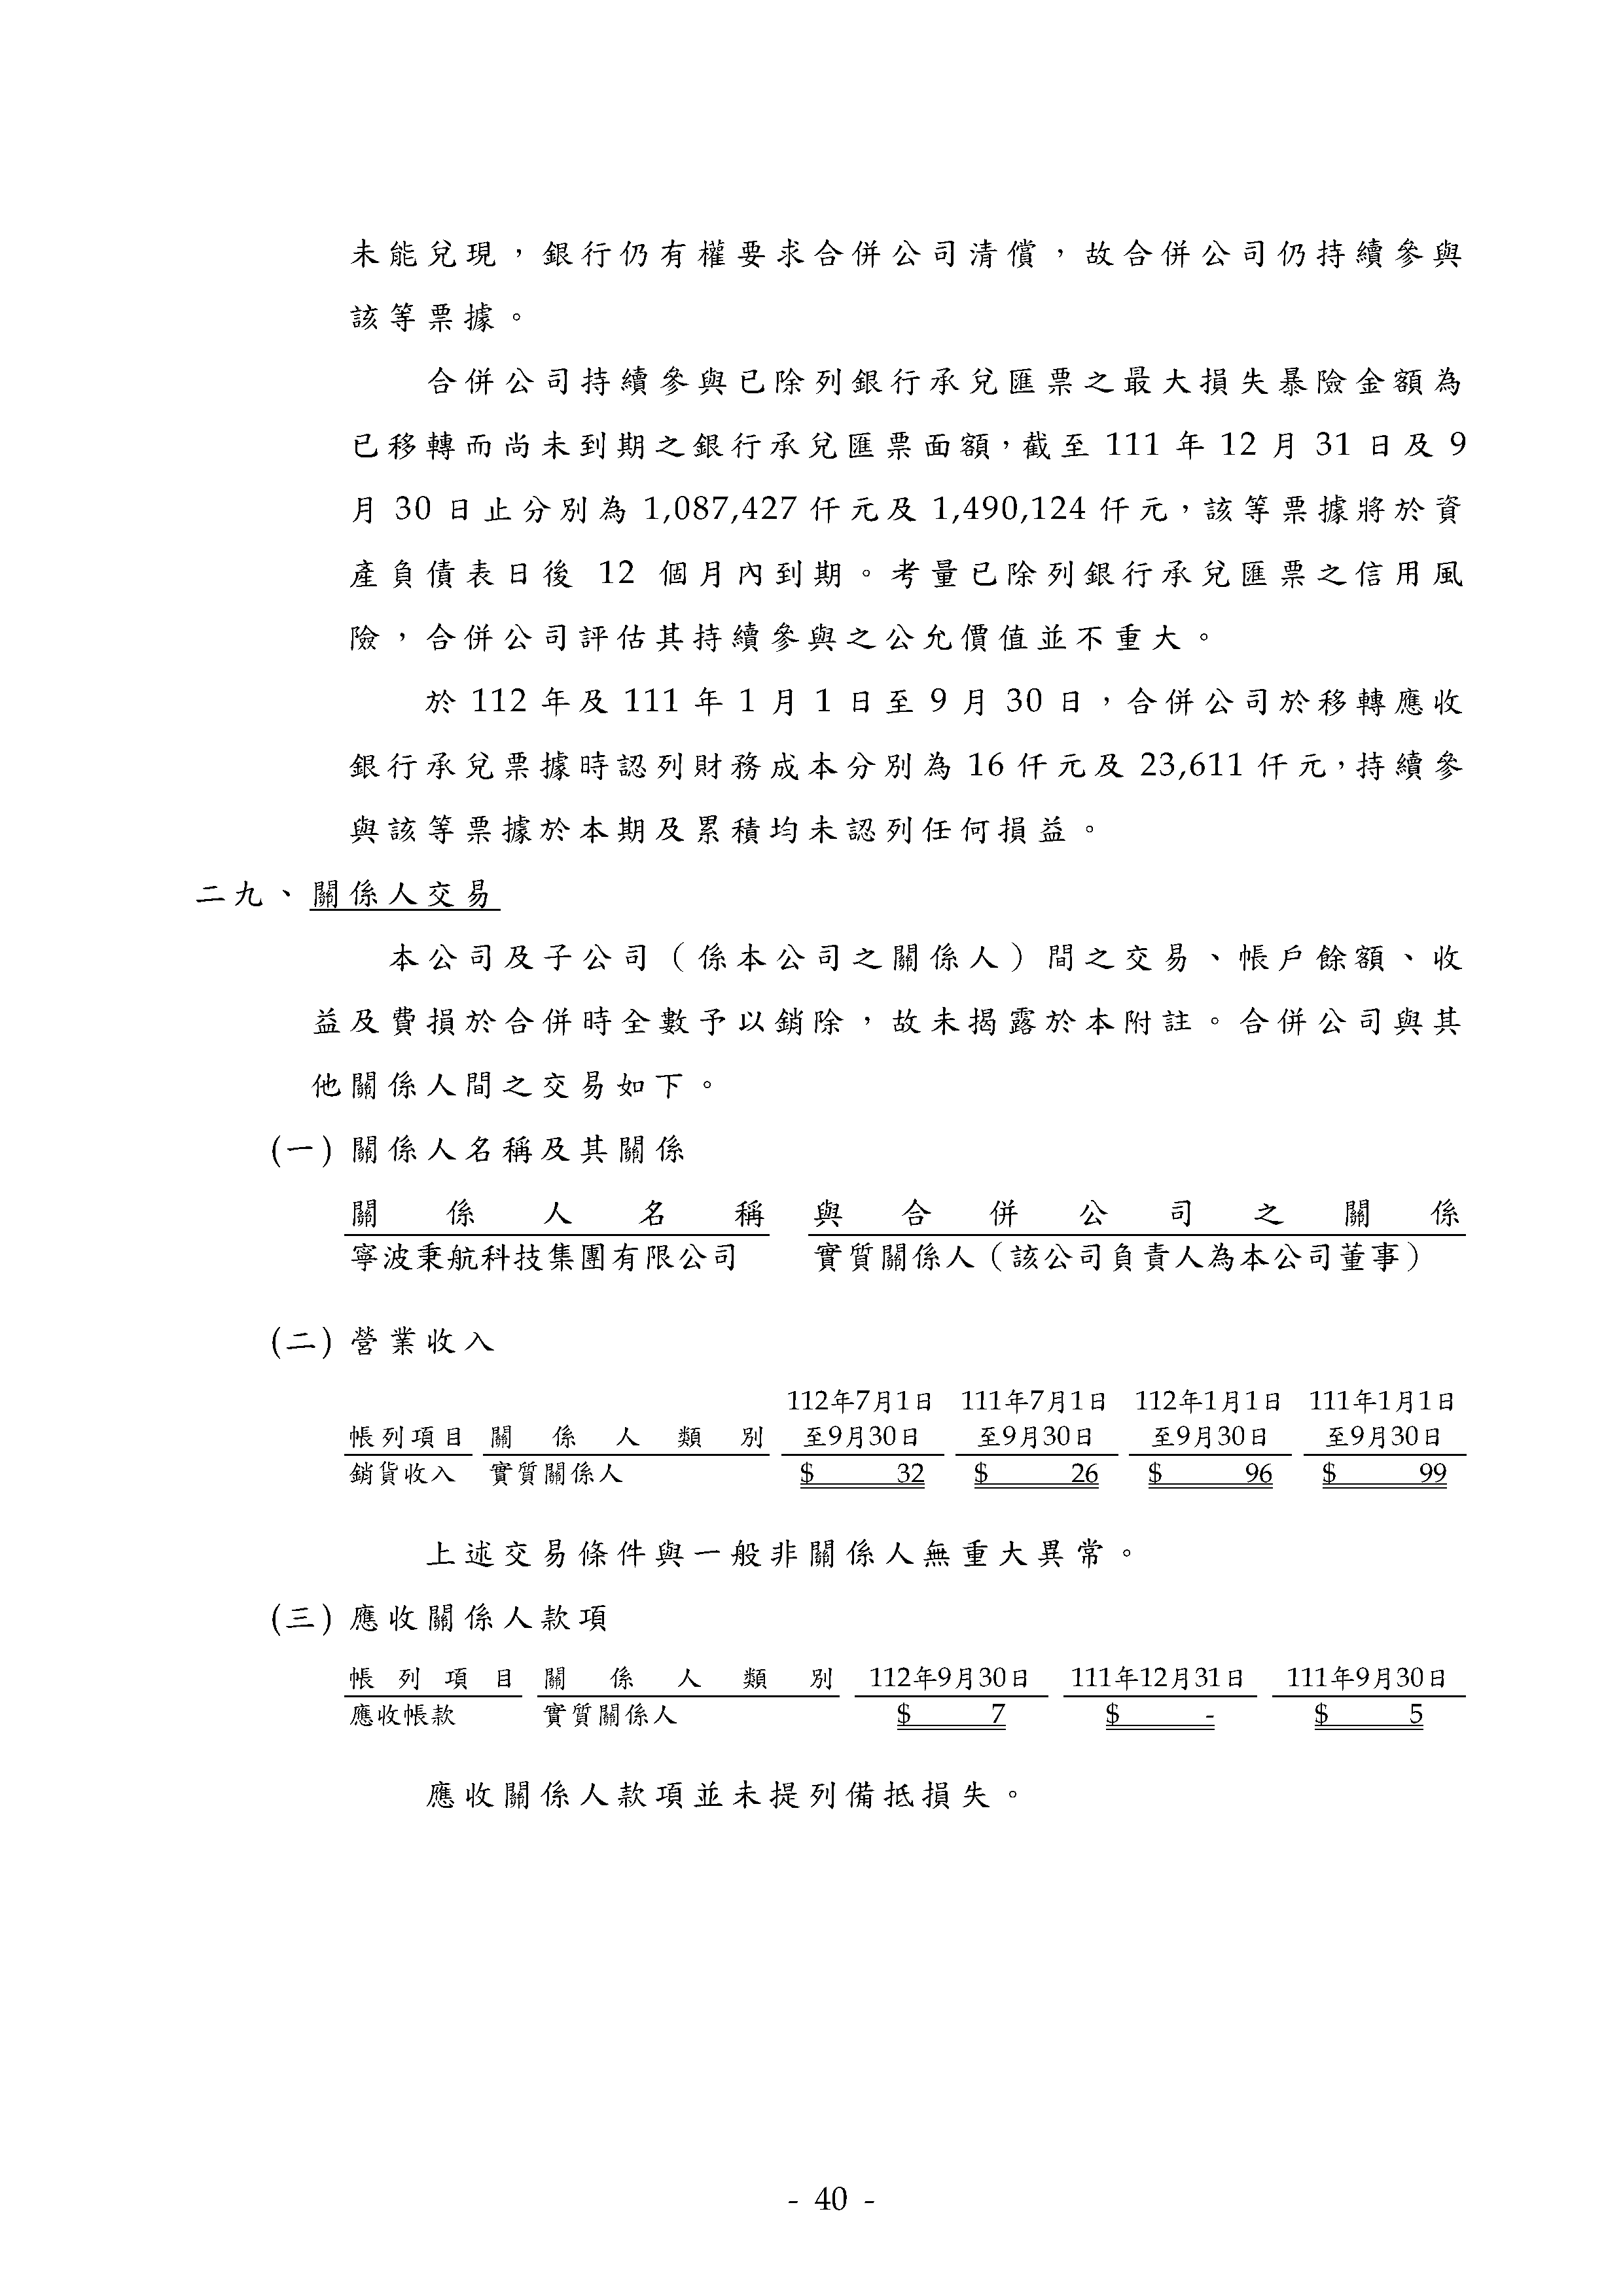 未能兌現，銀行仍有權要求合併公司清償，故合併公司仍持續參與
該等票據。
合併公司持續參與已除列銀行承兌匯票之最大損失暴險金額為
已移轉而尚未到期之銀行承兌匯票面額，截至 111 年 12 月 31 日及 9
月 30 日止分別為 1,087,427 仟元及 1,490,124 仟元，該等票據將於資
產負債表日後 12 個月內到期。考量已除列銀行承兌匯票之信用風
險，合併公司評估其持續參與之公允價值並不重大。
於 112 年及 111 年 1 月 1 日至 9 月 30 日，合併公司於移轉應收
銀行承兌票據時認列財務成本分別為 16 仟元及 23,611 仟元，持續參
與該等票據於本期及累積均未認列任何損益。
二九、關係人交易
本公司及子公司（係本公司之關係人）間之交易、帳戶餘額、收
益及費損於合併時全數予以銷除，故未揭露於本附註。合併公司與其
他關係人間之交易如下。
(一) 關係人名稱及其關係
關係人名稱 與合併公司之關係
寧波秉航科技集團有限公司 實質關係人（該公司負責人為本公司董事）
(二) 營業收入
112年7月1日 111年7月1日 112年1月1日 111年1月1日
帳列項目 關係人類別 至9月30日 至9月30日 至9月30日 至9月30日
銷貨收入 實質關係人 $ 32 $ 26 $ 96 $ 99
上述交易條件與一般非關係人無重大異常。
(三) 應收關係人款項
帳列項目 關係人類別 112年9月30日 111年12月31日 111年9月30日
應收帳款 實質關係人 $ 7 $ - $ 5
應收關係人款項並未提列備抵損失。
- 40 -